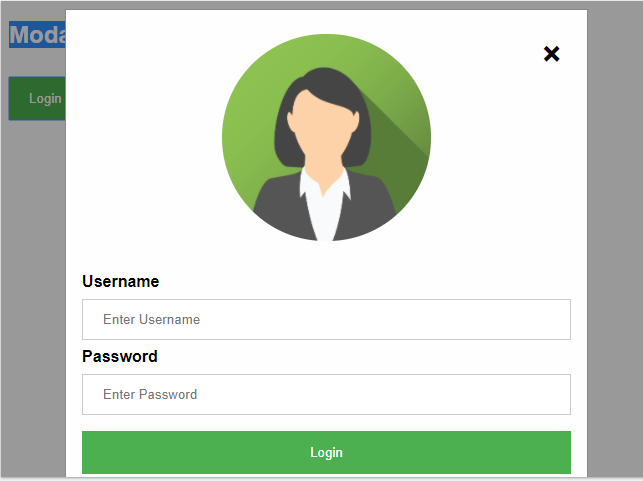 Moda
Login
×
Username
Enter Username
Password
Enter Password
Login